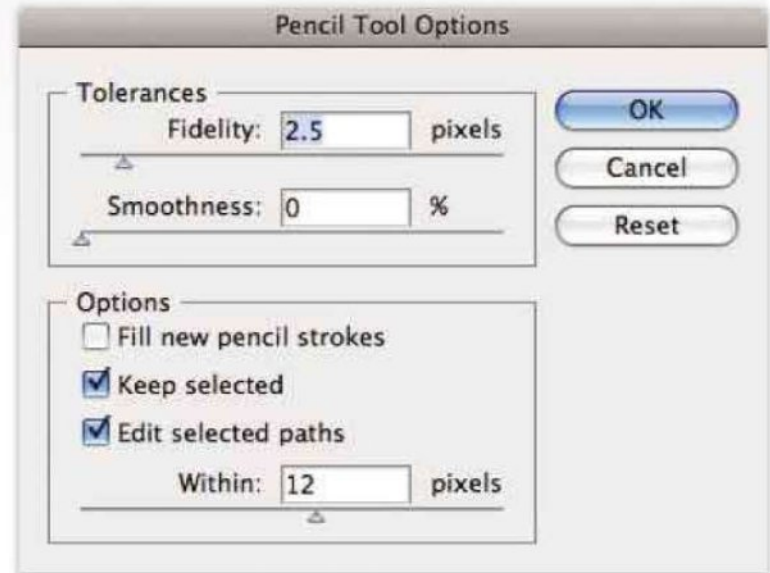 Pencil Tool Options
Tolerances
Fidelity: 2.5 pixels
Smoothness: 0 %
OK
Cancel
Reset
Options
Fill new pencil strokes
Keep selected
Edit selected paths
Within: 12 pixels